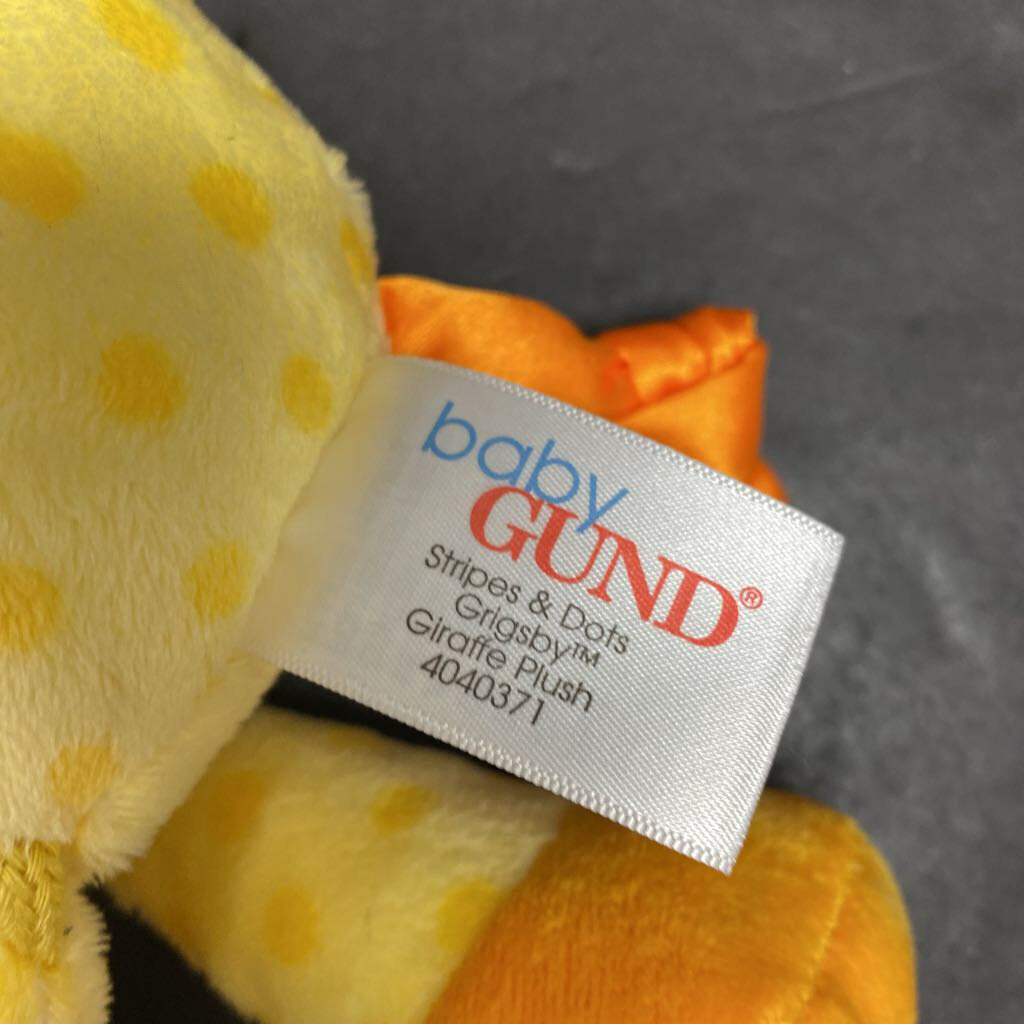 baby
GUND®
Stripes & Dots
Grigsby™
Giraffe Plush
4040371